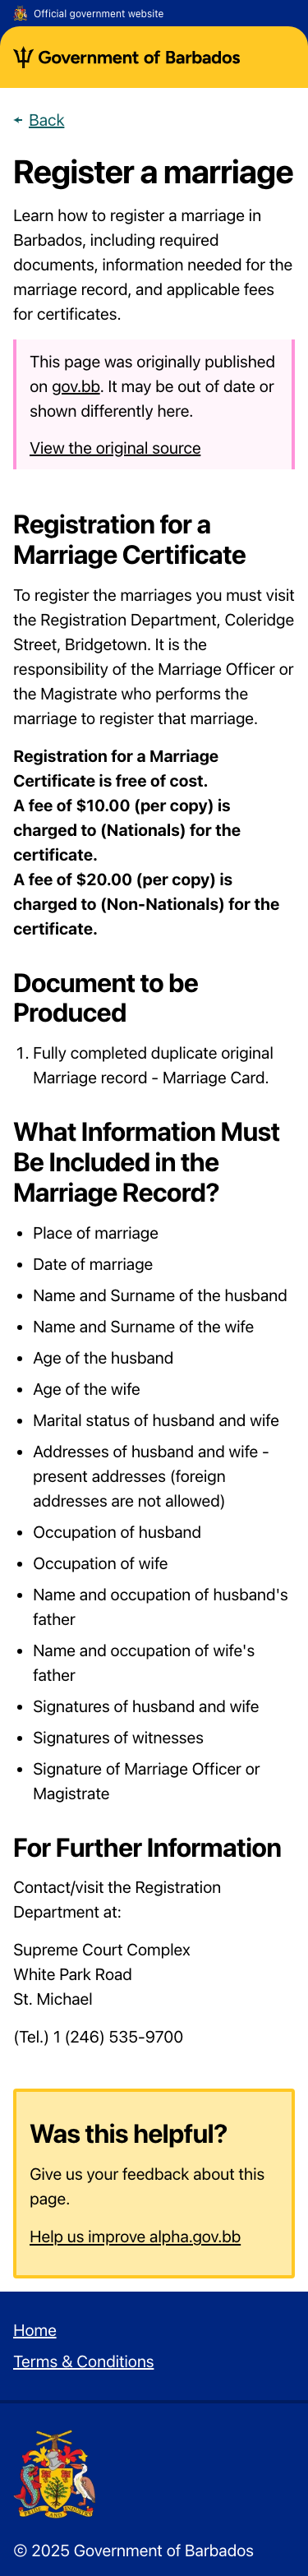 Official government website
Government of Barbados
Back
Register a marriage
Learn how to register a marriage in
Barbados, including required
documents, information needed for the
marriage record, and applicable fees
for certificates.
This page was originally published
on gov.bb. It may be out of date or
shown differently here.
View the original source
Registration for a
Marriage Certificate
To register the marriages you must visit
the Registration Department, Coleridge
Street, Bridgetown. It is the
responsibility of the Marriage Officer or
the Magistrate who performs the
marriage to register that marriage.
Registration for a Marriage
Certificate is free of cost.
A fee of $10.00 (per copy) is
charged to (Nationals) for the
certificate.
A fee of $20.00 (per copy) is
charged to (Non-Nationals) for the
certificate.
Document to be
Produced
1. Fully completed duplicate original
Marriage record - Marriage Card.
What Information Must
Be Included in the
Marriage Record?
• Place of marriage
• Date of marriage
• Name and Surname of the husband
• Name and Surname of the wife
• Age of the husband
• Age of the wife
• Marital status of husband and wife
• Addresses of husband and wife -
present addresses (foreign
addresses are not allowed)
• Occupation of husband
• Occupation of wife
• Name and occupation of husband's
father
• Name and occupation of wife's
father
• Signatures of husband and wife
• Signatures of witnesses
• Signature of Marriage Officer or
Magistrate
For Further Information
Contact/visit the Registration
Department at:
Supreme Court Complex
White Park Road
St. Michael
(Tel.) 1 (246) 535-9700
Was this helpful?
Give us your feedback about this
page.
Help us improve alpha.gov.bb
Home
Terms & Conditions
PRIDE AND INDUSTRY
© 2025 Government of Barbados